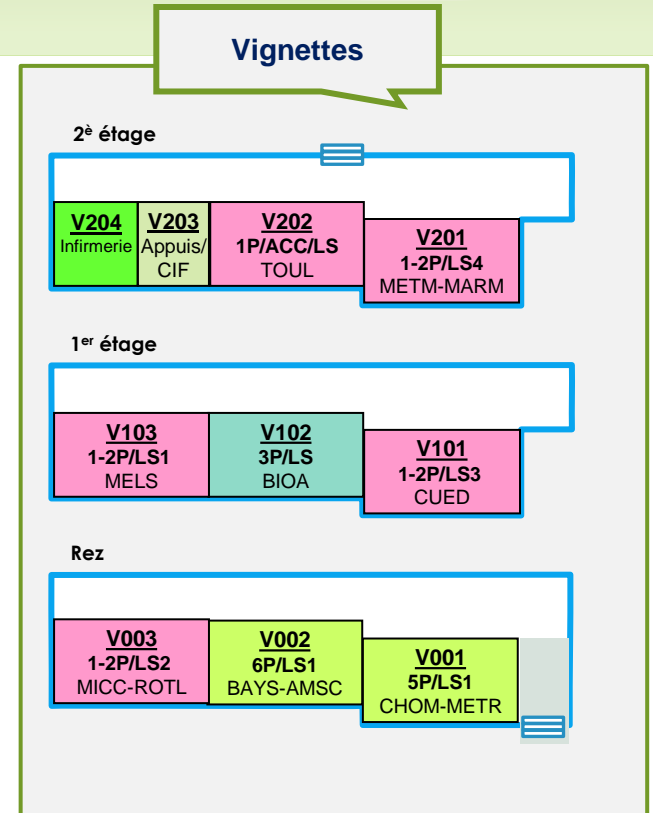 Vignettes
2è étage
V204
Infirmerie
V203
Appuis/
CIF
V202
1P/ACC/LS
TOUL
V201
1-2P/LS4
METM-MARM
1er étage
V103
1-2P/LS1
MELS
V102
3P/LS
BIOA
V101
1-2P/LS3
CUED
Rez
V003
1-2P/LS2
MICC-ROTL
V002
6P/LS1
BAYS-AMSC
V001
5P/LS1
CHOM-METR